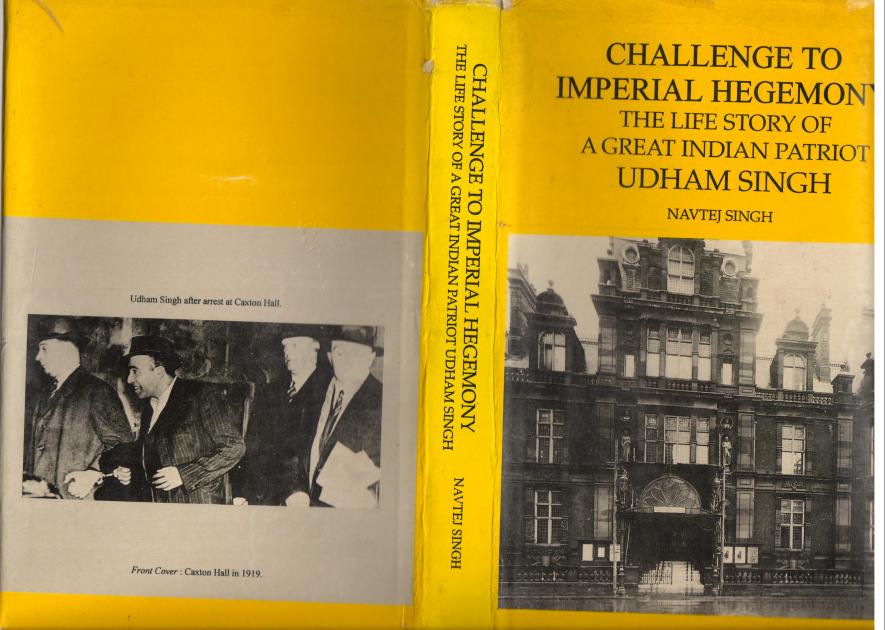 Udham Singh after arrest at Caxton Hall.
Front Cover : Caxton Hall in 1919.
CHALLENGE TO IMPERIAL HEGEMONY
THE LIFE STORY OF A GREAT INDIAN PATRIOT UDHAM SINGH
NAVTEJ SINGH
CHALLENGE TO
IMPERIAL HEGEMONY
THE LIFE STORY OF
A GREAT INDIAN PATRIOT
UDHAM SINGH
NAVTEJ SINGH